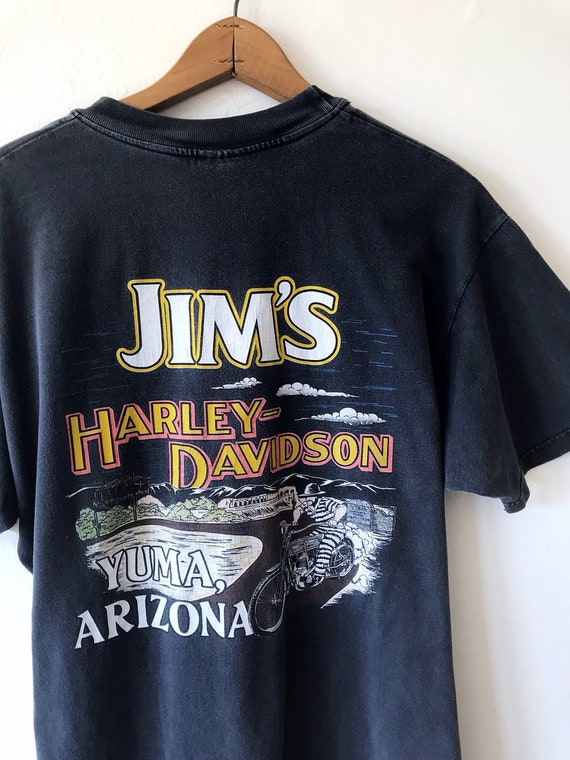 JIM'S
HARLEY-
DAVIDSON
YUMA,
ARIZONA